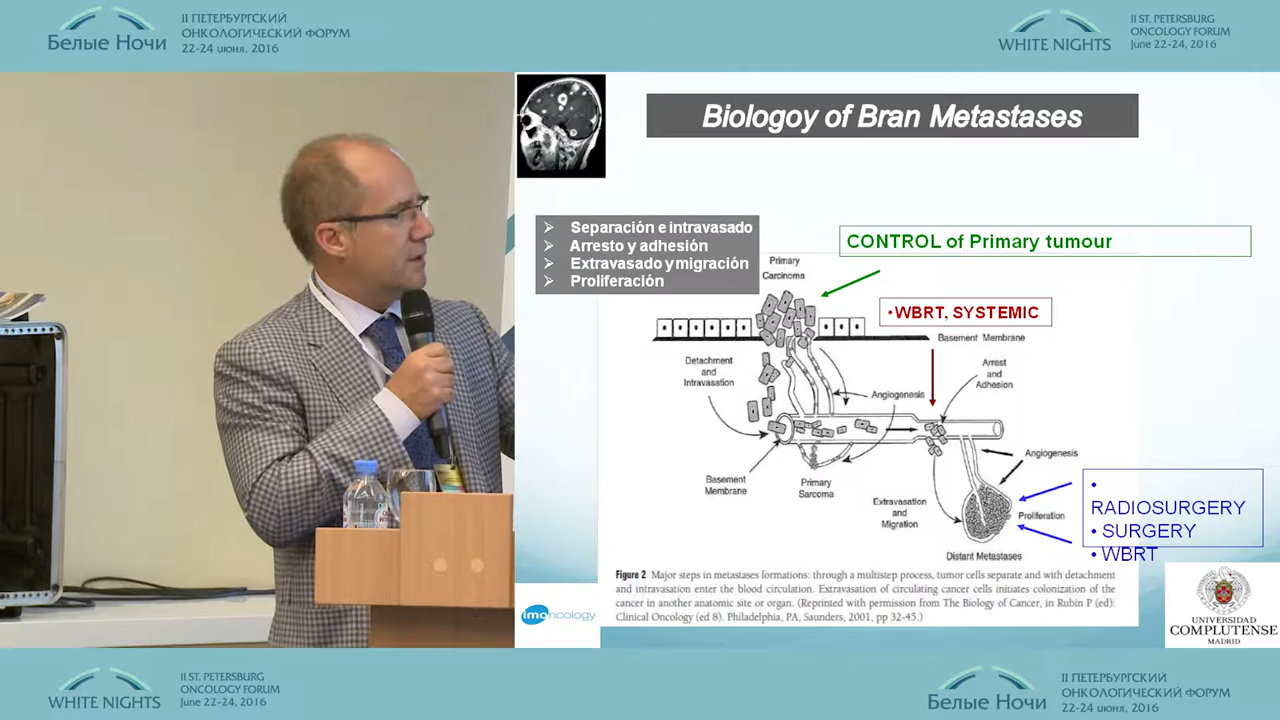 Белые Ночи
II ПЕТЕРБУРГСКИЙ
ОНКОЛОГИЧЕСКИЙ ФОРУМ
22-24 июня, 2016
WHITE NIGHTS
II ST. PETERSBURG
ONCOLOGY FORUM
June 22-24, 2016
Biologoy of Bran Metastases
➢ Separación e intravasado
➢ Arresto y adhesión
➢ Extravasado y migración
➢ Proliferación
CONTROL of Primary tumour
•WBRT, SYSTEMIC
Primary
Carcinoma
Basement Membrane
Detachment
and
Intravasation
Arrest
and
Adhesion
Angiogenesis
Basement
Membrane
Primary
Sarcoma
Extravasation
and
Migration
Angiogenesis
Proliferation
Distant Metastases
•
RADIOSURGERY
• SURGERY
• WBRT
Figure 2 Major steps in metastases formations: through a multistep process, tumor cells separate and with detachment
and intravasation enter the blood circulation. Extravasation of circulating cancer cells initiates colonization of the
cancer in another anatomic site or organ. (Reprinted with permission from The Biology of Cancer, in Rubin P (ed):
Clinical Oncology (ed 8). Philadelphia, PA, Saunders, 2001, pp 32-45.)
imoncology
UNIVERSIDAD
COMPLUTENSE
MADRID
WHITE NIGHTS
II ST. PETERSBURG
ONCOLOGY FORUM
June 22-24, 2016
Белые Ночи
II ПЕТЕРБУРГСКИЙ
ОНКОЛОГИЧЕСКИЙ ФОРУМ
22-24 июня, 2016